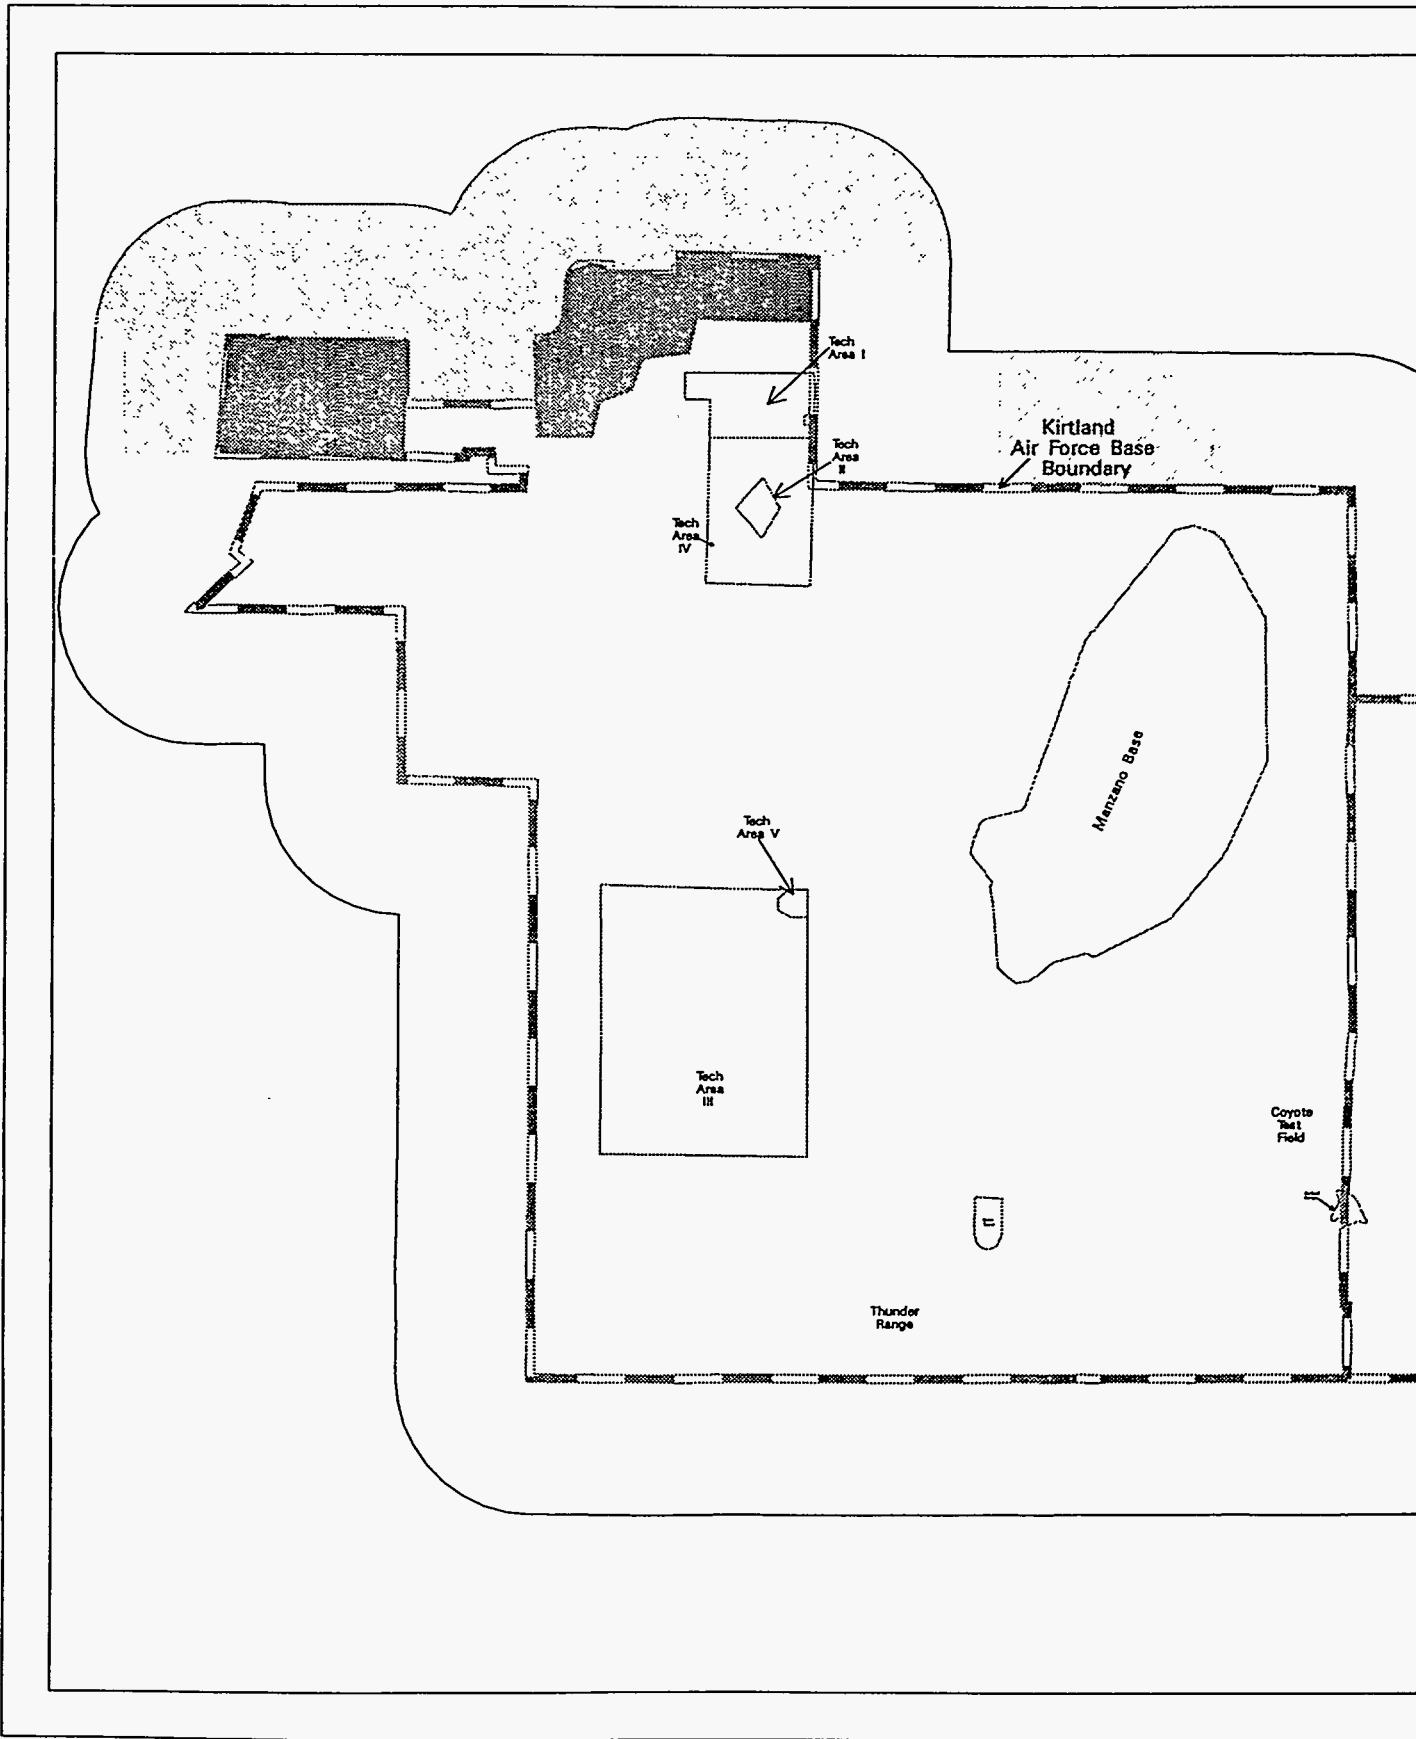 Tech
Area I
Kirtland
Air Force Base
Boundary
Tech
Area
II
Tech
Area
IV
Manzano Base
Tech
Area V
Tech
Area
III
Coyote
Test
Field
Thunder
Range